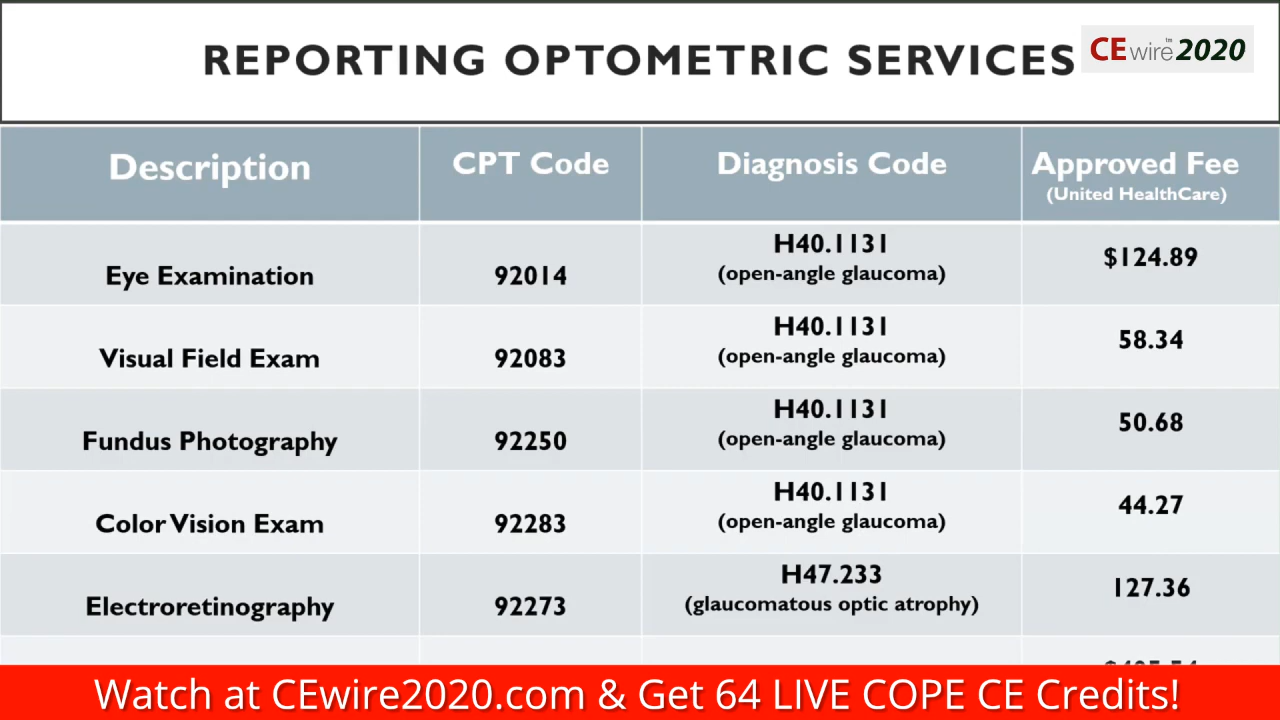 REPORTING OPTOMETRIC SERVICES
CEwire™2020
Description CPT Code Diagnosis Code Approved Fee
(United HealthCare)
Eye Examination 92014 H40.1131 $124.89
(open-angle glaucoma)
Visual Field Exam 92083 H40.1131 58.34
(open-angle glaucoma)
Fundus Photography 92250 H40.1131 50.68
(open-angle glaucoma)
Color Vision Exam 92283 H40.1131 44.27
(open-angle glaucoma)
Electroretinography 92273 H47.233 127.36
(glaucomatous optic atrophy)
Watch at CEwire2020.com & Get 64 LIVE COPE CE Credits!